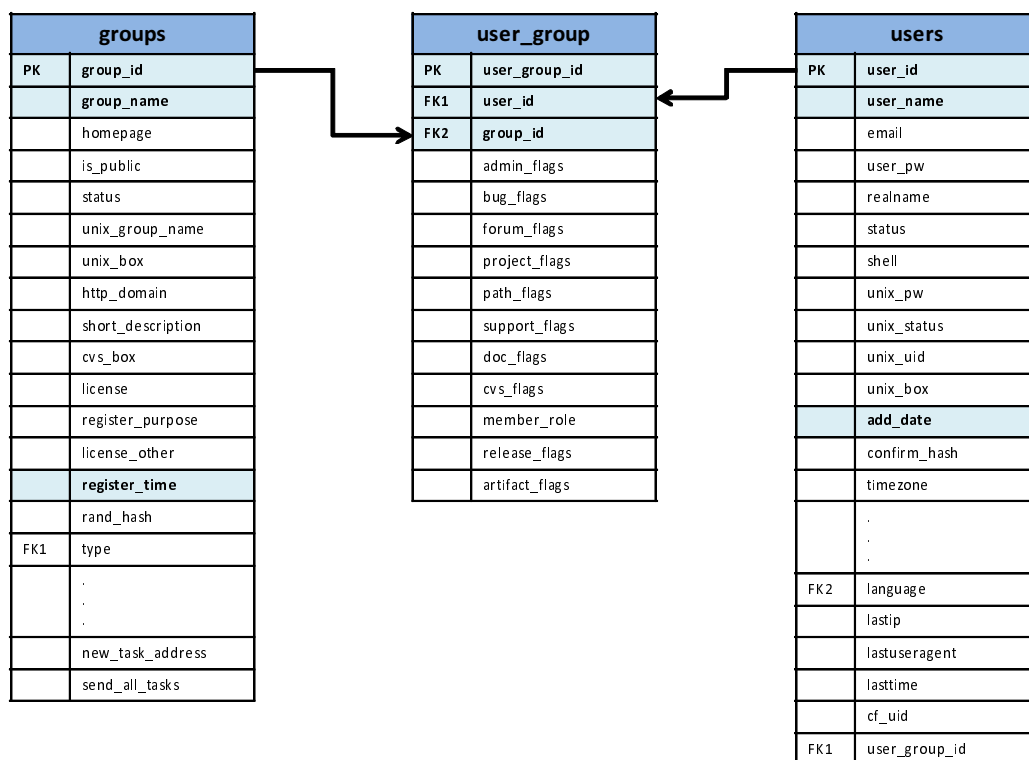 groups
PK group_id
group_name
homepage
is_public
status
unix_group_name
unix_box
http_domain
short_description
cvs_box
license
register_purpose
license_other
register_time
rand_hash
FK1 type
.
.
.
new_task_address
send_all_tasks
user_group
PK user_group_id
FK1 user_id
FK2 group_id
admin_flags
bug_flags
forum_flags
project_flags
path_flags
support_flags
doc_flags
cvs_flags
member_role
release_flags
artifact_flags
users
PK user_id
user_name
email
user_pw
realname
status
shell
unix_pw
unix_status
unix_uid
unix_box
add_date
confirm_hash
timezone
.
.
.
FK2 language
lastip
lastuseragent
lasttime
cf_uid
FK1 user_group_id